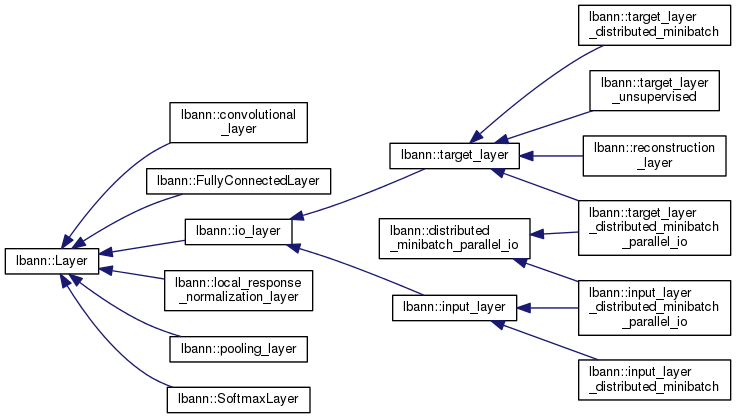 lbann::target_layer
_distributed_minibatch
lbann::target_layer
_unsupervised
lbann::convolutional
_layer
lbann::target_layer
lbann::reconstruction
_layer
lbann::FullyConnectedLayer
lbann::target_layer
_distributed_minibatch
_parallel_io
lbann::io_layer
lbann::distributed
_minibatch_parallel_io
lbann::Layer
lbann::local_response
_normalization_layer
lbann::input_layer
lbann::input_layer
_distributed_minibatch
_parallel_io
lbann::pooling_layer
lbann::input_layer
_distributed_minibatch
lbann::SoftmaxLayer